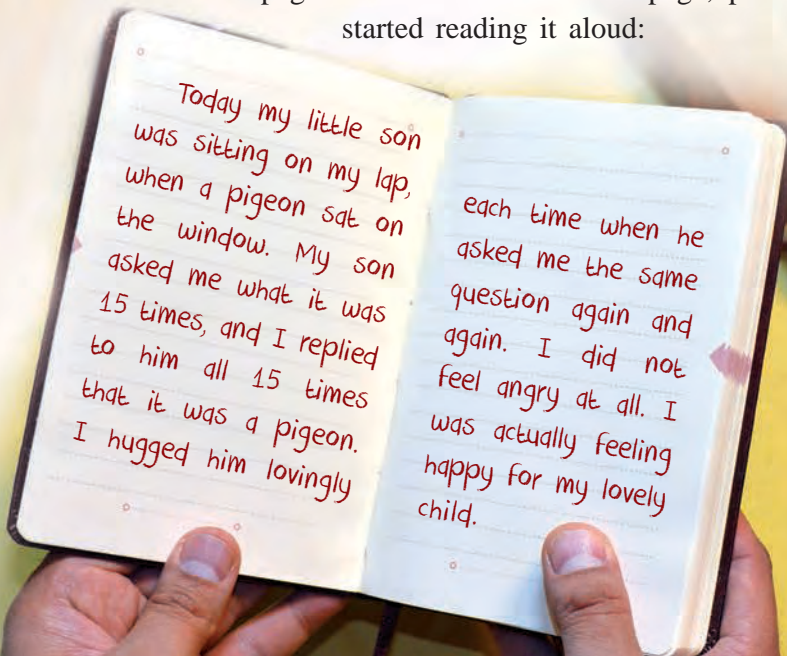 started reading it aloud:
Today my little son
was sitting on my lap,
when a pigeon sat on
the window. My son
asked me what it was
15 times, and I replied
to him all 15 times
that it was a pigeon.
I hugged him lovingly
each time when he
asked me the same
question again and
again. I did not
feel angry at all. I
was actually feeling
happy for my lovely
child.